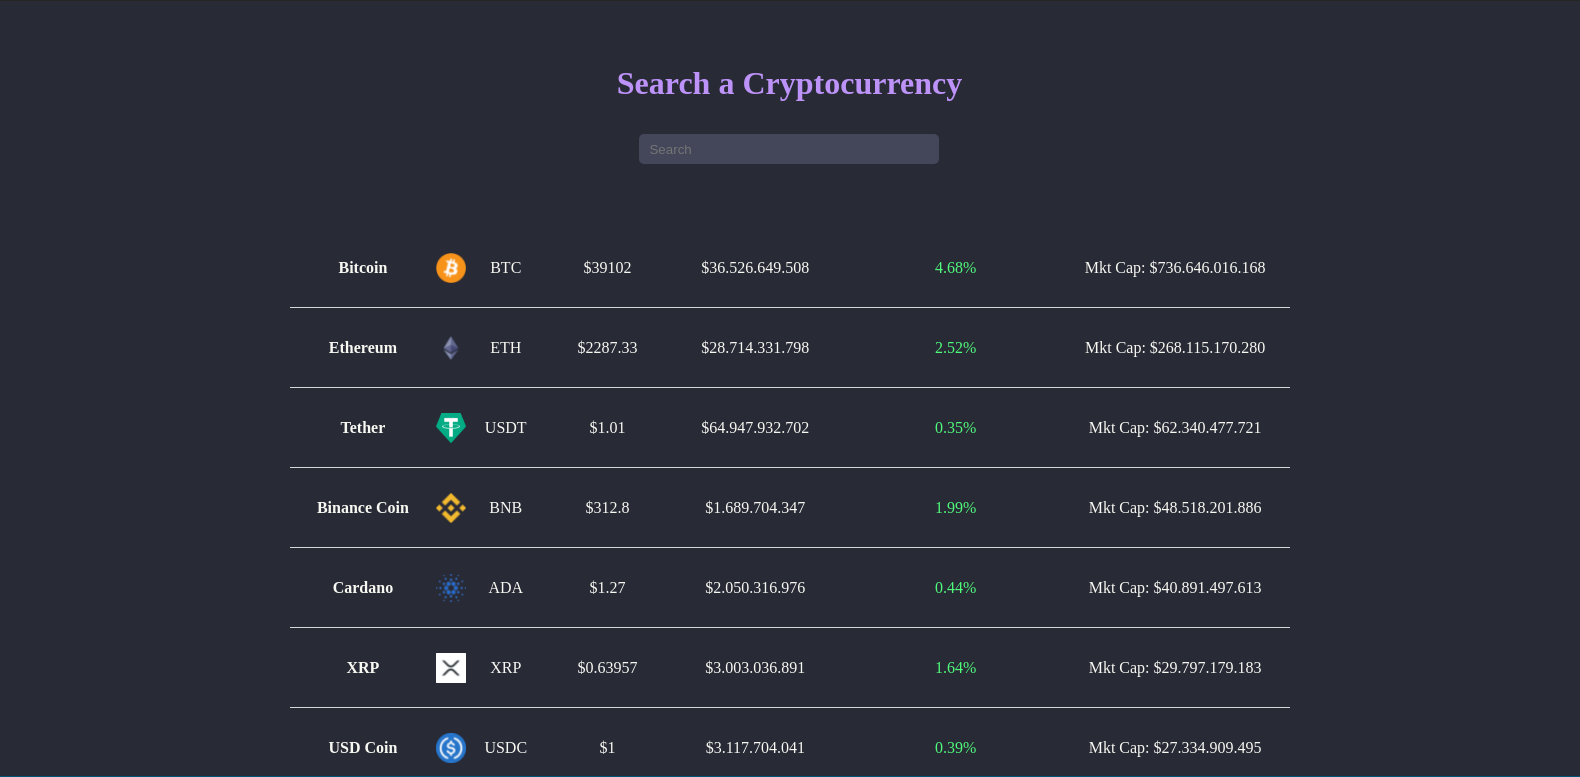 Search a Cryptocurrency
Search
Bitcoin BTC $39102 $36.526.649.508 4.68% Mkt Cap: $736.646.016.168
Ethereum ETH $2287.33 $28.714.331.798 2.52% Mkt Cap: $268.115.170.280
Tether USDT $1.01 $64.947.932.702 0.35% Mkt Cap: $62.340.477.721
Binance Coin BNB $312.8 $1.689.704.347 1.99% Mkt Cap: $48.518.201.886
Cardano ADA $1.27 $2.050.316.976 0.44% Mkt Cap: $40.891.497.613
XRP XRP $0.63957 $3.003.036.891 1.64% Mkt Cap: $29.797.179.183
USD Coin USDC $1 $3.117.704.041 0.39% Mkt Cap: $27.334.909.495